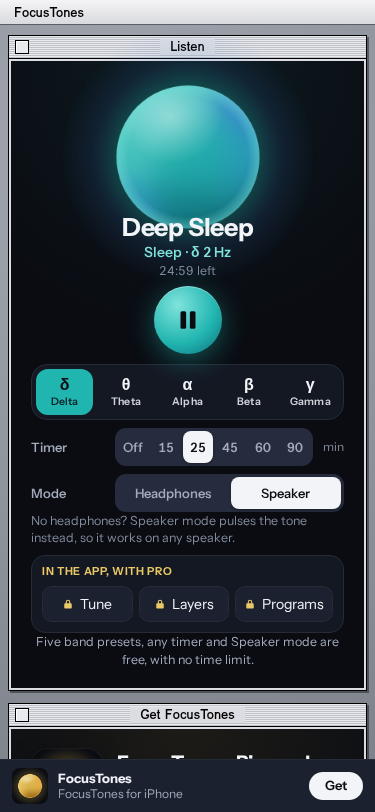 FocusTones
Listen
Deep Sleep
Sleep · δ 2 Hz
24:59 left
δ θ α β γ
Delta Theta Alpha Beta Gamma
Timer Off 15 25 45 60 90 min
Mode Headphones Speaker
No headphones? Speaker mode pulses the tone
instead, so it works on any speaker.
IN THE APP, WITH PRO
Tune Layers Programs
Five band presets, any timer and Speaker mode are
free, with no time limit.
Get FocusTones
FocusTones
FocusTones for iPhone
Get